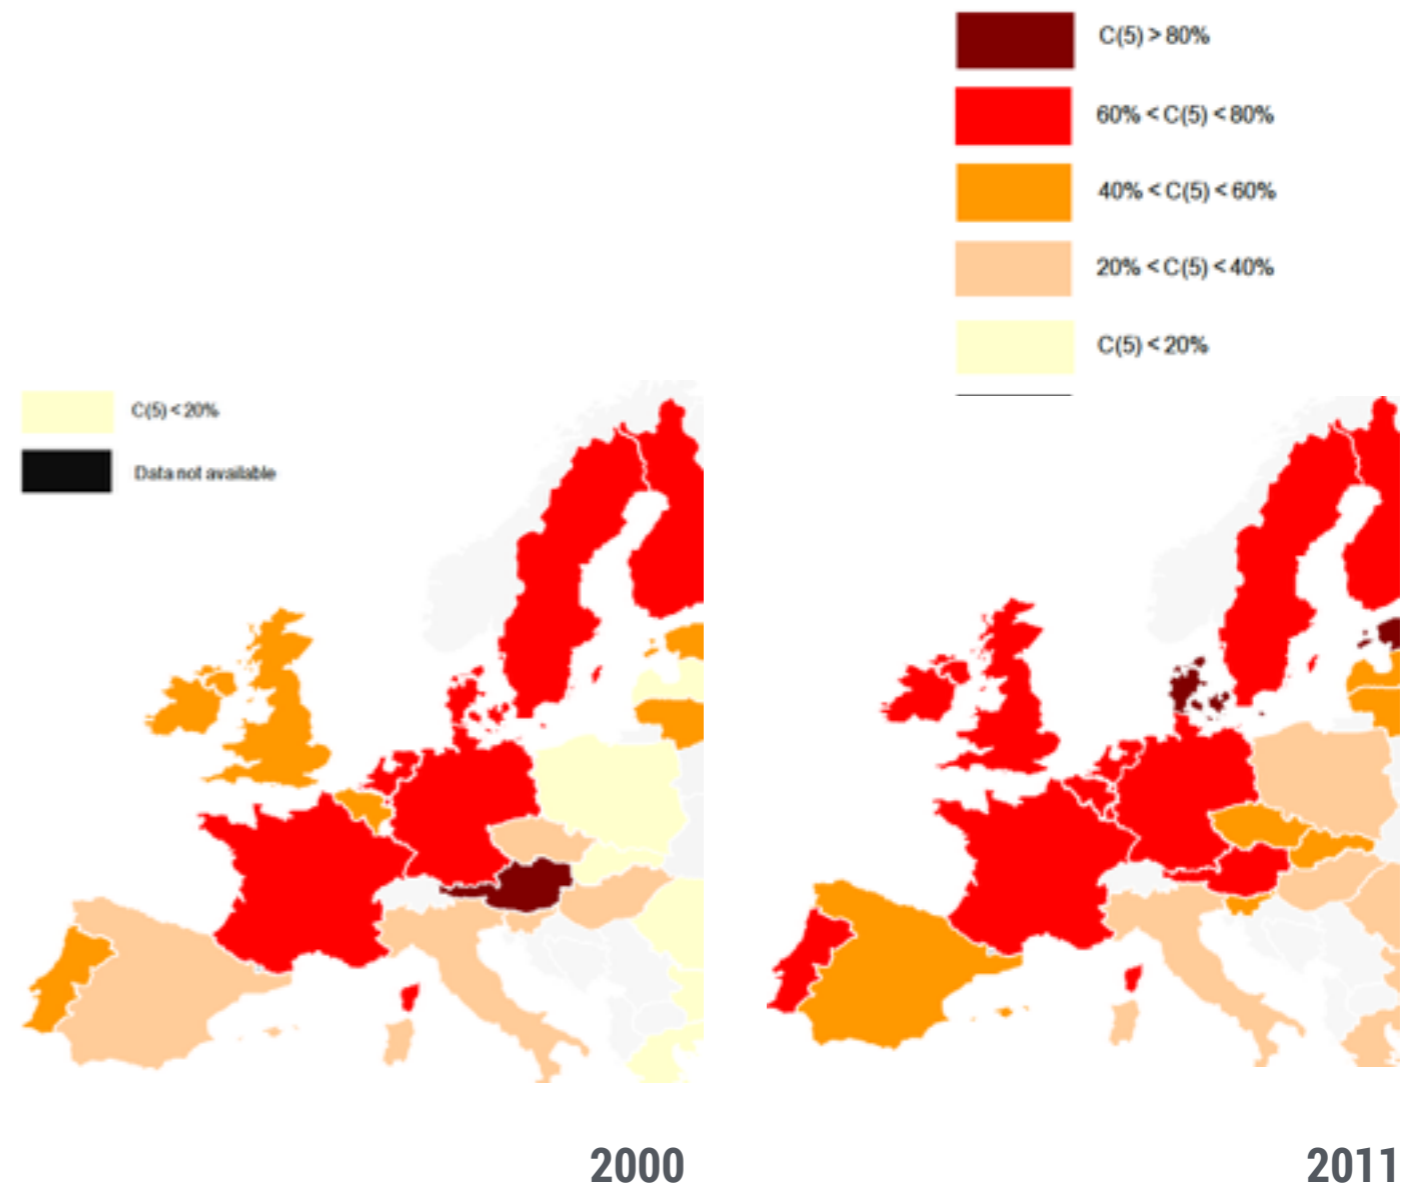 C(5) > 80%
60% < C(5) < 80%
40% < C(5) < 60%
20% < C(5) < 40%
C(5) < 20%
C(5) < 20%
Data not available
2000
2011